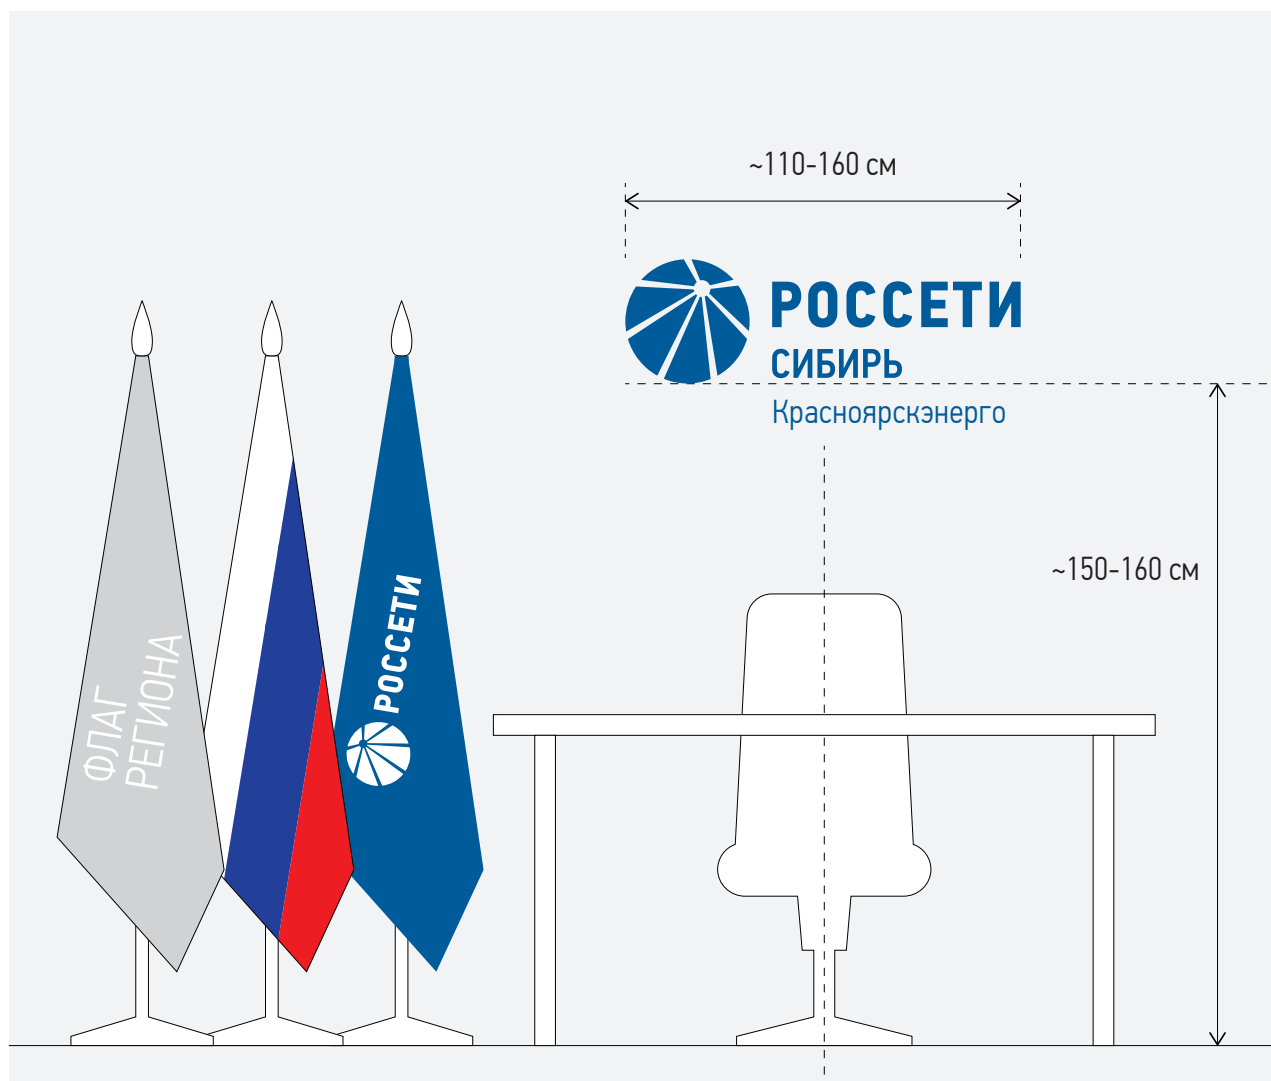 ~110-160 см
РОССЕТИ
СИБИРЬ
Красноярскэнерго
~150-160 см
РОССЕТИ
ФЛАГ
РЕГИОНА